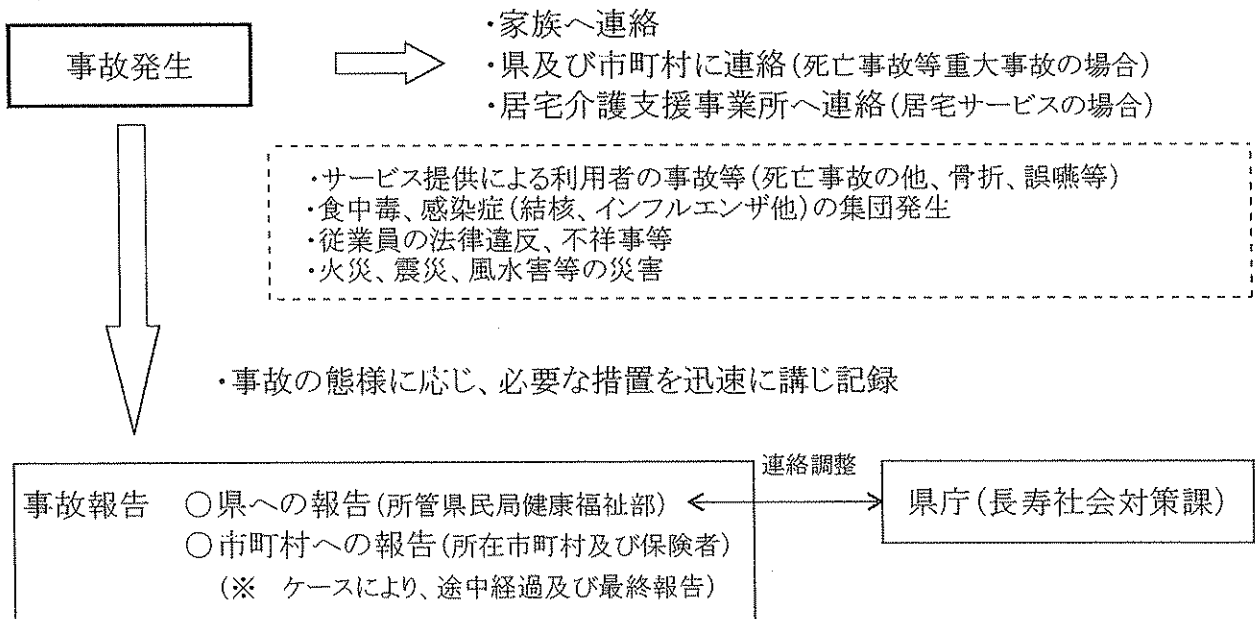 事故発生
・家族へ連絡
・県及び市町村に連絡(死亡事故等重大事故の場合)
・居宅介護支援事業所へ連絡(居宅サービスの場合)
・サービス提供による利用者の事故等(死亡事故の他、骨折、誤嚥等)
・食中毒、感染症(結核、インフルエンザ他)の集団発生
・従業員の法律違反、不祥事等
・火災、震災、風水害等の災害
・事故の態様に応じ、必要な措置を迅速に講じ記録
事故報告 ○県への報告(所管県民局健康福祉部)
○市町村への報告(所在市町村及び保険者)
(※ ケースにより、途中経過及び最終報告)
連絡調整
県庁(長寿社会対策課)